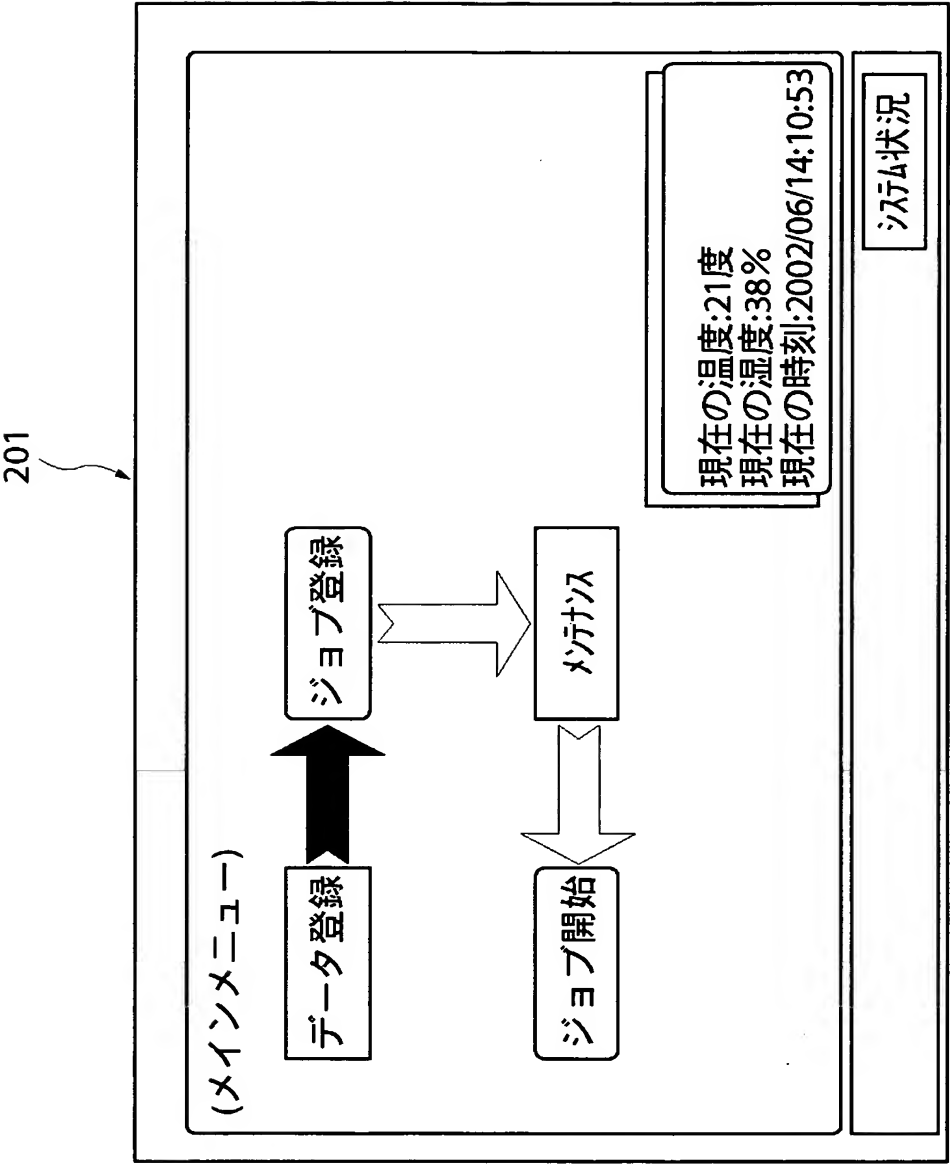 201
(メインメニュー)
データ登録
ジョブ登録
ジョブ開始
メンテナンス
現在の温度:21度
現在の湿度:38%
現在の時刻:2002/06/14:10:53
システム状況